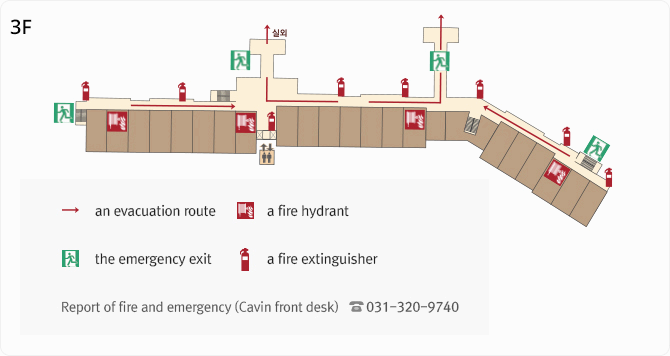 3F
실외
an evacuation route
a fire hydrant
the emergency exit
a fire extinguisher
Report of fire and emergency (Cavin front desk) ☎ 031-320-9740